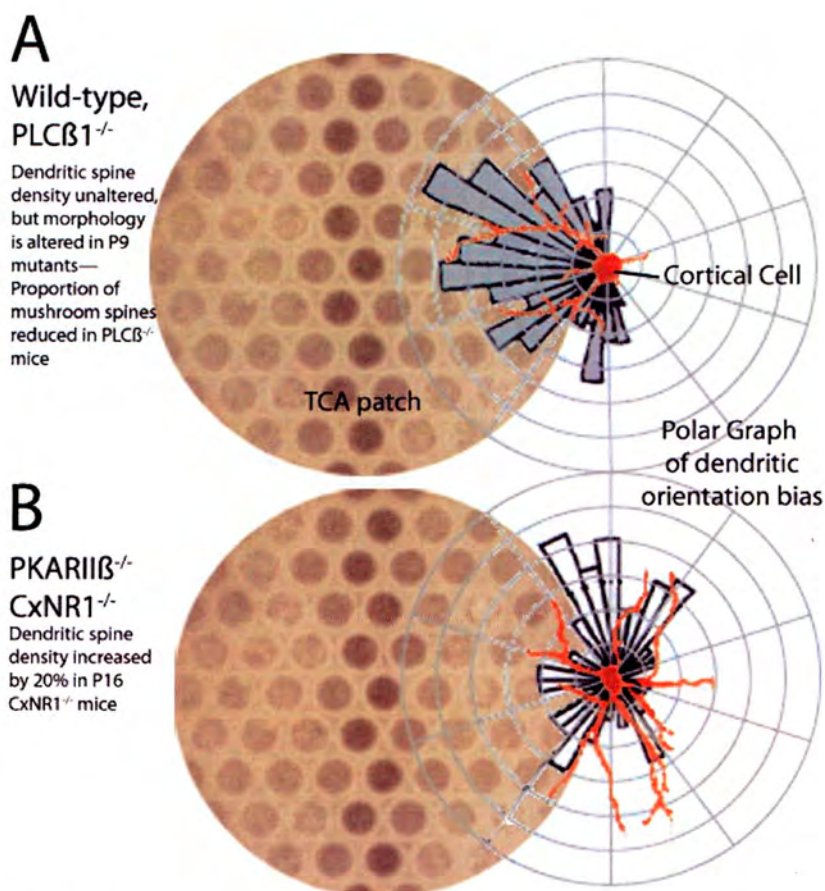 A
Wild-type,
PLCß1-/-
Dendritic spine
density unaltered,
but morphology
is altered in P9
mutants—
Proportion of
mushroom spines
reduced in PLCß-/-
mice
Cortical Cell
TCA patch
Polar Graph
of dendritic
orientation bias
B
PKARIIß-/-
CxNR1-/-
Dendritic spine
density increased
by 20% in P16
CxNR1-/- mice